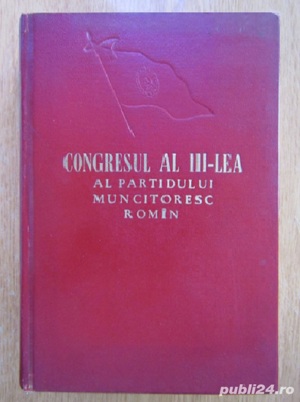 CONGRESUL AL III-LEA
AL PARTIDULUI
MUNCITORESC
ROMÎN
publi24.ro